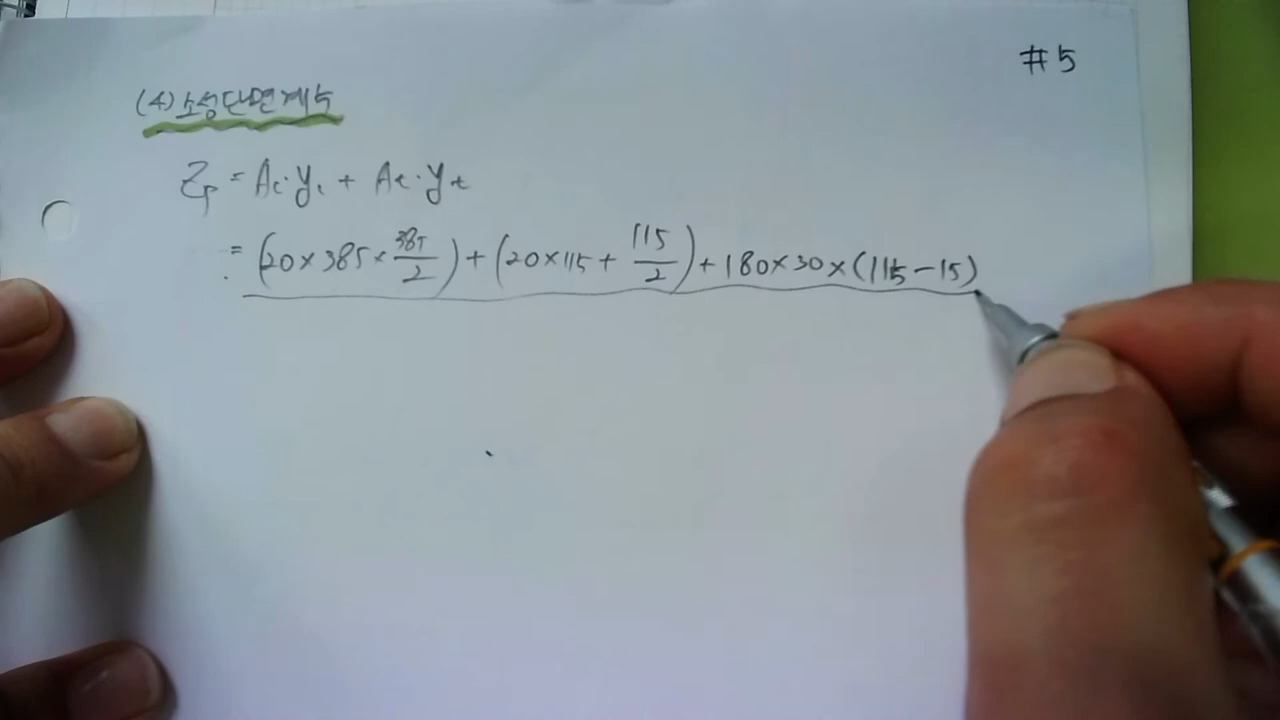 #5
(4) 소성단면계수
Zp = Ac·yc + At·yt
= (20×385×385/2) + (20×115+115/2) + 180×30×(115-15)